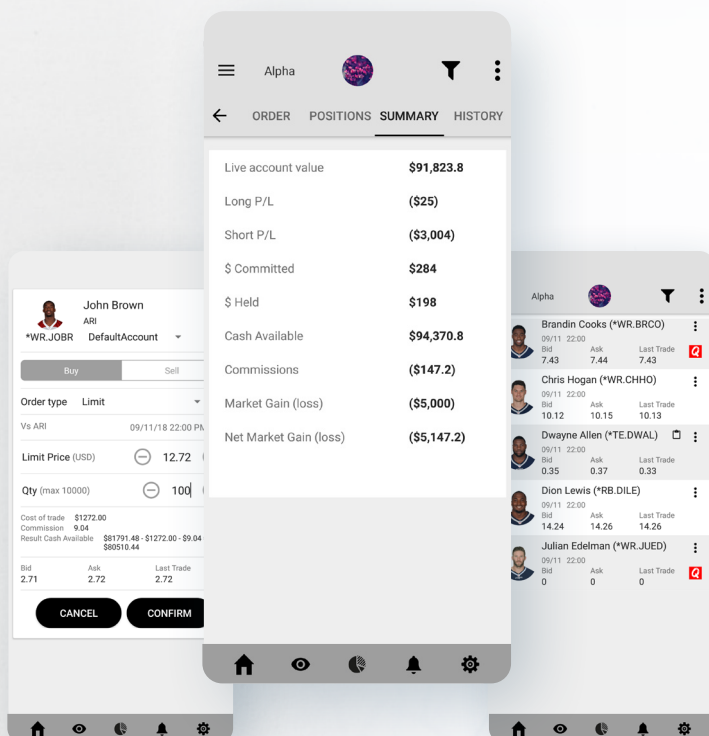 Alpha
ORDER POSITIONS SUMMARY HISTORY
Live account value $91,823.8
Long P/L ($25)
Short P/L ($3,004)
$ Committed $284
$ Held $198
Cash Available $94,370.8
Commissions ($147.2)
Market Gain (loss) ($5,000)
Net Market Gain (loss) ($5,147.2)
John Brown
ARI
*WR.JOBR DefaultAccount
Buy Sell
Order type Limit
Vs ARI 09/11/18 22:00 PM
Limit Price (USD) 12.72
Qty (max 10000) 100
Cost of trade $1272.00
Commission 9.04
Result Cash Available $81791.48 - $1272.00 - $9.04
$80510.44
Bid Ask Last Trade
2.71 2.72 2.72
CANCEL CONFIRM
Alpha
Brandin Cooks (*WR.BRCO)
09/11 22:00
Bid Ask Last Trade
7.43 7.44 7.43
Q
Chris Hogan (*WR.CHHO)
09/11 22:00
Bid Ask Last Trade
10.12 10.15 10.13
Dwayne Allen (*TE.DWAL)
09/11 22:00
Bid Ask Last Trade
0.35 0.37 0.33
Dion Lewis (*RB.DILE)
09/11 22:00
Bid Ask Last Trade
14.24 14.26 14.26
Julian Edelman (*WR.JUED)
09/11 22:00
Bid Ask Last Trade
0 0 0
Q